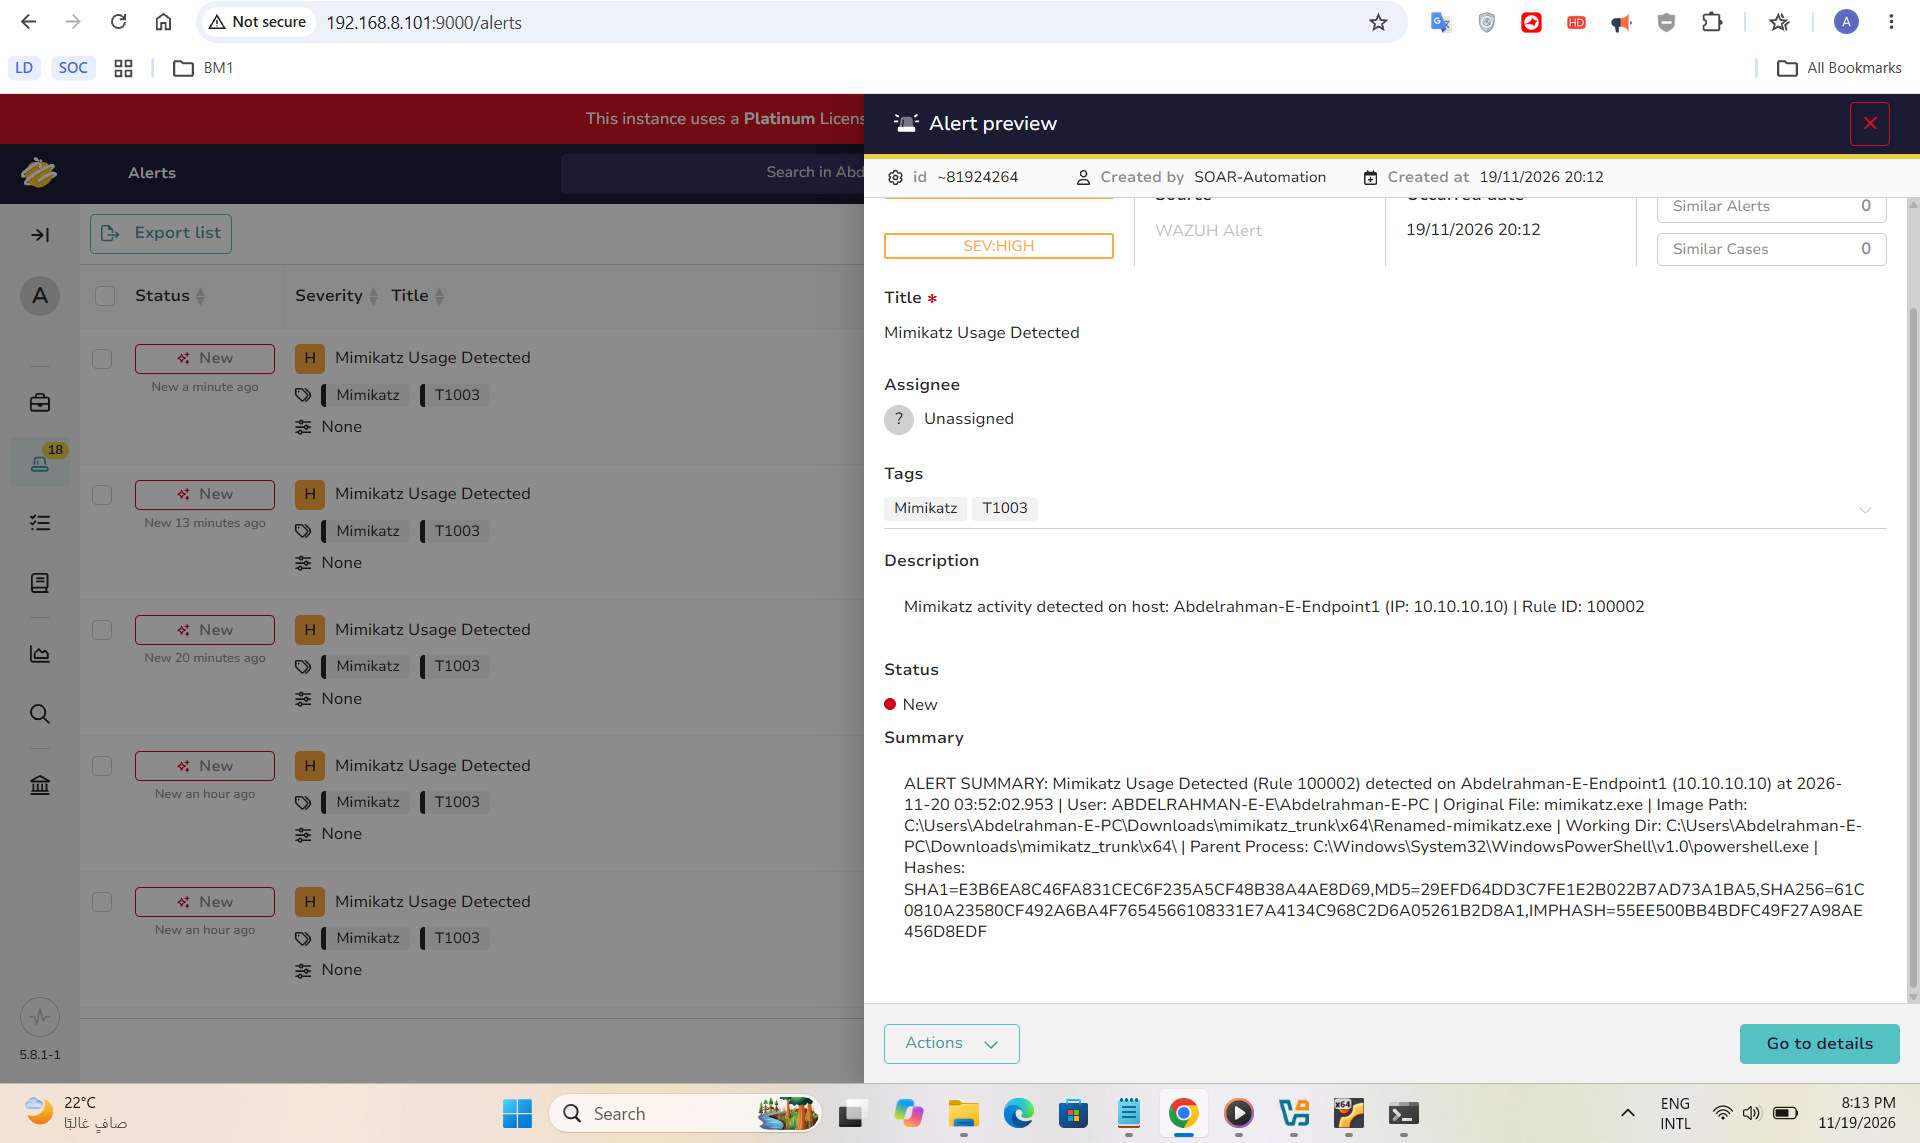 Not secure
192.168.8.101:9000/alerts
HD
A
LD
SOC
BM1
All Bookmarks
This instance uses a Platinum Licens
Alerts
Search in Abd
Export list
A
18
5.8.1-1
Status
Severity
Title
New
H
Mimikatz Usage Detected
New a minute ago
Mimikatz
T1003
None
New
H
Mimikatz Usage Detected
New 13 minutes ago
Mimikatz
T1003
None
New
H
Mimikatz Usage Detected
New 20 minutes ago
Mimikatz
T1003
None
New
H
Mimikatz Usage Detected
New an hour ago
Mimikatz
T1003
None
New
H
Mimikatz Usage Detected
New an hour ago
Mimikatz
T1003
None
Alert preview
id ~81924264
Created by SOAR-Automation
Created at 19/11/2026 20:12
SEV:HIGH
Source
WAZUH Alert
Occurred date
19/11/2026 20:12
Similar Alerts 0
Similar Cases 0
Title *
Mimikatz Usage Detected
Assignee
? Unassigned
Tags
Mimikatz T1003
Description
Mimikatz activity detected on host: Abdelrahman-E-Endpoint1 (IP: 10.10.10.10) | Rule ID: 100002
Status
New
Summary
ALERT SUMMARY: Mimikatz Usage Detected (Rule 100002) detected on Abdelrahman-E-Endpoint1 (10.10.10.10) at 2026-
11-20 03:52:02.953 | User: ABDELRAHMAN-E-E\Abdelrahman-E-PC | Original File: mimikatz.exe | Image Path:
C:\Users\Abdelrahman-E-PC\Downloads\mimikatz_trunk\x64\Renamed-mimikatz.exe | Working Dir: C:\Users\Abdelrahman-E-
PC\Downloads\mimikatz_trunk\x64\ | Parent Process: C:\Windows\System32\WindowsPowerShell\v1.0\powershell.exe |
Hashes:
SHA1=E3B6EA8C46FA831CEC6F235A5CF48B38A4AE8D69,MD5=29EFD64DD3C7FE1E2B022B7AD73A1BA5,SHA256=61C
0810A23580CF492A6BA4F7654566108331E7A4134C968C2D6A05261B2D8A1,IMPHASH=55EE500BB4BDFC49F27A98AE
456D8EDF
Actions
Go to details
22°C
صافٍ غالبًا
Search
x64
ENG
INTL
8:13 PM
11/19/2026